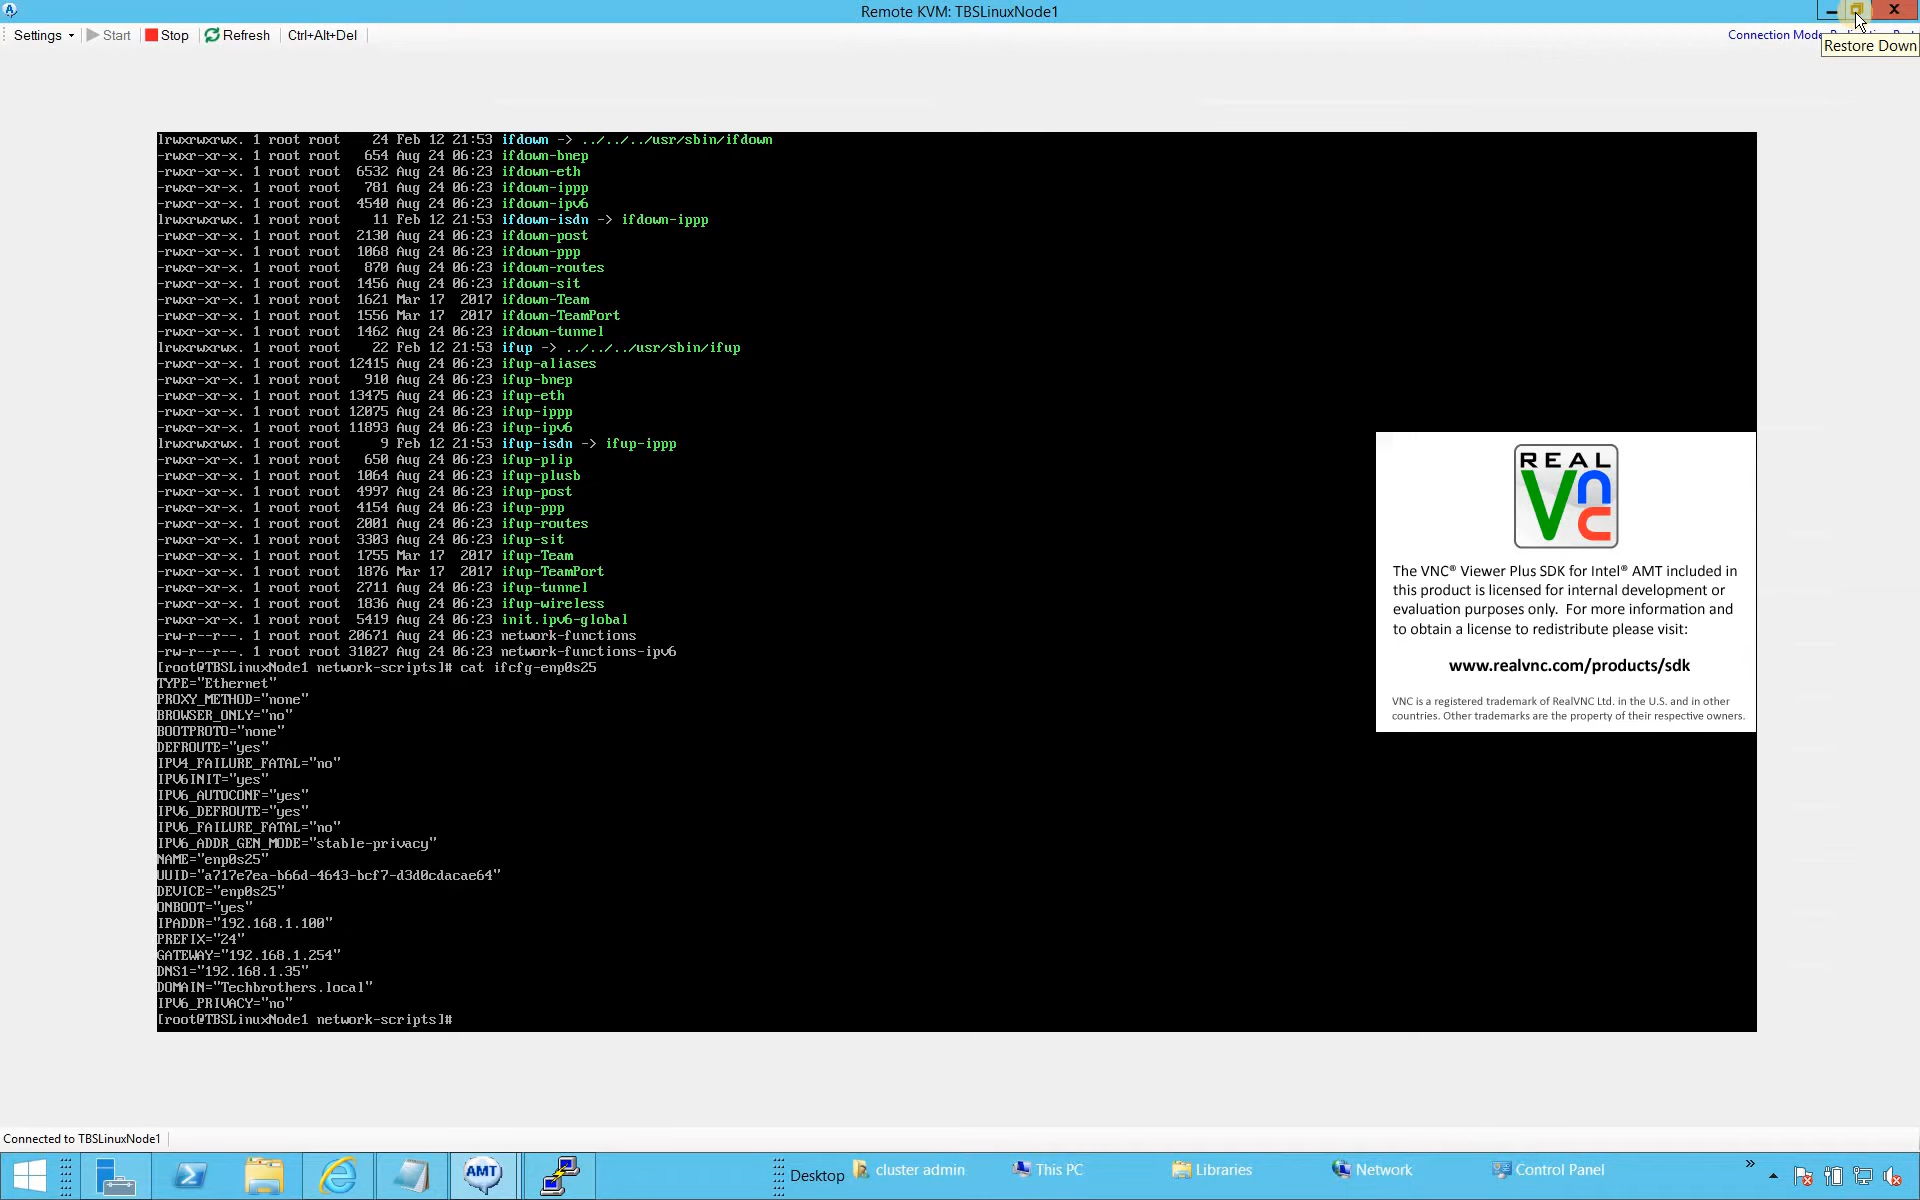 Remote KVM: TBSLinuxNode1
Settings Start Stop Refresh Ctrl+Alt+Del
Connection Mode
Restore Down
lrwxrwxrwx. 1 root root    24 Feb 12 21:53 ifdown -> ../../../usr/sbin/ifdown
-rwxr-xr-x. 1 root root   654 Aug 24 06:23 ifdown-bnep
-rwxr-xr-x. 1 root root  6532 Aug 24 06:23 ifdown-eth
-rwxr-xr-x. 1 root root   781 Aug 24 06:23 ifdown-ippp
-rwxr-xr-x. 1 root root  4540 Aug 24 06:23 ifdown-ipv6
lrwxrwxrwx. 1 root root    11 Feb 12 21:53 ifdown-isdn -> ifdown-ippp
-rwxr-xr-x. 1 root root  2130 Aug 24 06:23 ifdown-post
-rwxr-xr-x. 1 root root  1068 Aug 24 06:23 ifdown-ppp
-rwxr-xr-x. 1 root root   870 Aug 24 06:23 ifdown-routes
-rwxr-xr-x. 1 root root  1456 Aug 24 06:23 ifdown-sit
-rwxr-xr-x. 1 root root  1621 Mar 17  2017 ifdown-Team
-rwxr-xr-x. 1 root root  1556 Mar 17  2017 ifdown-TeamPort
-rwxr-xr-x. 1 root root  1462 Aug 24 06:23 ifdown-tunnel
lrwxrwxrwx. 1 root root    22 Feb 12 21:53 ifup -> ../../../usr/sbin/ifup
-rwxr-xr-x. 1 root root 12415 Aug 24 06:23 ifup-aliases
-rwxr-xr-x. 1 root root   910 Aug 24 06:23 ifup-bnep
-rwxr-xr-x. 1 root root 13475 Aug 24 06:23 ifup-eth
-rwxr-xr-x. 1 root root 12075 Aug 24 06:23 ifup-ippp
-rwxr-xr-x. 1 root root 11893 Aug 24 06:23 ifup-ipv6
lrwxrwxrwx. 1 root root     9 Feb 12 21:53 ifup-isdn -> ifup-ippp
-rwxr-xr-x. 1 root root   650 Aug 24 06:23 ifup-plip
-rwxr-xr-x. 1 root root  1064 Aug 24 06:23 ifup-plusb
-rwxr-xr-x. 1 root root  4997 Aug 24 06:23 ifup-post
-rwxr-xr-x. 1 root root  4154 Aug 24 06:23 ifup-ppp
-rwxr-xr-x. 1 root root  2001 Aug 24 06:23 ifup-routes
-rwxr-xr-x. 1 root root  3303 Aug 24 06:23 ifup-sit
-rwxr-xr-x. 1 root root  1755 Mar 17  2017 ifup-Team
-rwxr-xr-x. 1 root root  1876 Mar 17  2017 ifup-TeamPort
-rwxr-xr-x. 1 root root  2711 Aug 24 06:23 ifup-tunnel
-rwxr-xr-x. 1 root root  1836 Aug 24 06:23 ifup-wireless
-rwxr-xr-x. 1 root root  5419 Aug 24 06:23 init.ipv6-global
-rw-r--r--. 1 root root 20671 Aug 24 06:23 network-functions
-rw-r--r--. 1 root root 31027 Aug 24 06:23 network-functions-ipv6
[root@TBSLinuxNode1 network-scripts]# cat ifcfg-enp0s25
TYPE="Ethernet"
PROXY_METHOD="none"
BROWSER_ONLY="no"
BOOTPROTO="none"
DEFROUTE="yes"
IPV4_FAILURE_FATAL="no"
IPV6INIT="yes"
IPV6_AUTOCONF="yes"
IPV6_DEFROUTE="yes"
IPV6_FAILURE_FATAL="no"
IPV6_ADDR_GEN_MODE="stable-privacy"
NAME="enp0s25"
UUID="a717e7ea-b66d-4643-bcf7-d3d0cdacae64"
DEVICE="enp0s25"
ONBOOT="yes"
IPADDR="192.168.1.100"
PREFIX="24"
GATEWAY="192.168.1.254"
DNS1="192.168.1.35"
DOMAIN="Techbrothers.local"
IPV6_PRIVACY="no"
[root@TBSLinuxNode1 network-scripts]#
REAL
Vnc
The VNC® Viewer Plus SDK for Intel® AMT included in
this product is licensed for internal development or
evaluation purposes only.  For more information and
to obtain a license to redistribute please visit:
www.realvnc.com/products/sdk
VNC is a registered trademark of RealVNC Ltd. in the U.S. and in other
countries. Other trademarks are the property of their respective owners.
Connected to TBSLinuxNode1
AMT Desktop cluster admin This PC Libraries Network Control Panel